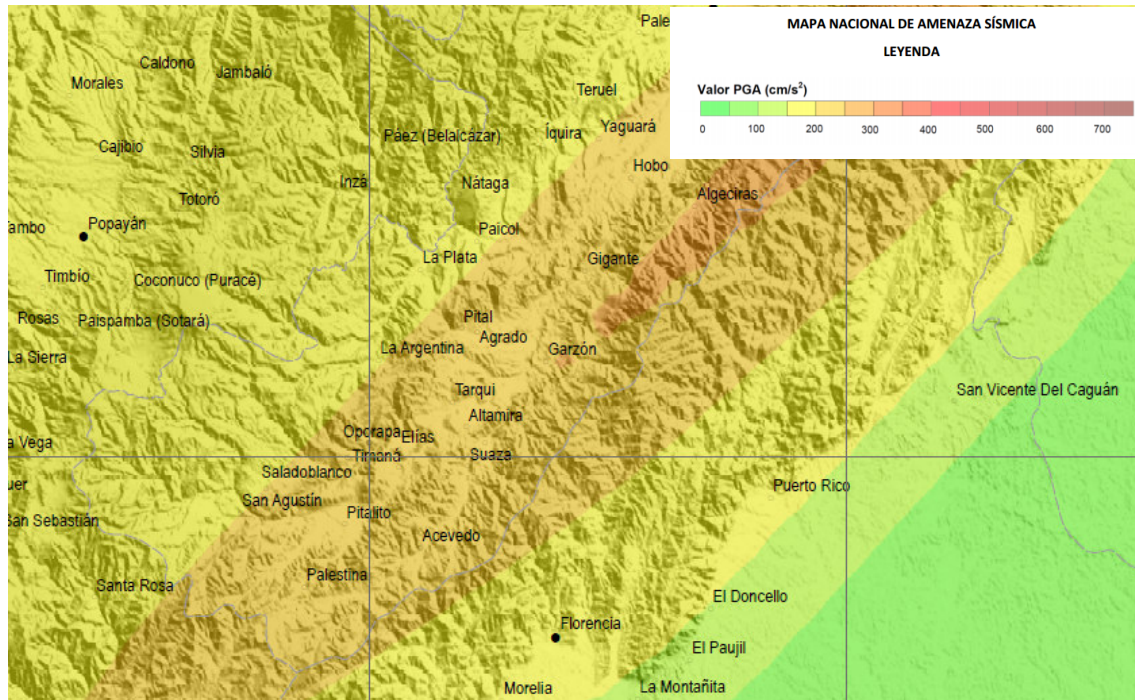 MAPA NACIONAL DE AMENAZA SÍSMICA
LEYENDA
Valor PGA (cm/s²)
0 100 200 300 400 500 600 700
Pale
Caldono
Jambaló
Morales
Teruel
Yaguará
Íquira
Páez (Belalcázar)
Cajibio
Silvia
Hobo
Inzá
Nátaga
Algeciras
Totoró
Popayán
ambo
Paicol
La Plata
Gigante
Timbío
Coconuco (Puracé)
Rosas
Paispamba (Sotará)
Pital
Agrado
La Argentina
Garzón
La Sierra
Tarqui
San Vicente Del Caguán
Altamira
Oporapa
Elías
a Vega
Timaná
Suaza
Saladoblanco
uer
Puerto Rico
San Agustín
Pitalito
San Sebastián
Acevedo
Palestina
Santa Rosa
El Doncello
Florencia
El Paujil
Morelia
La Montañita